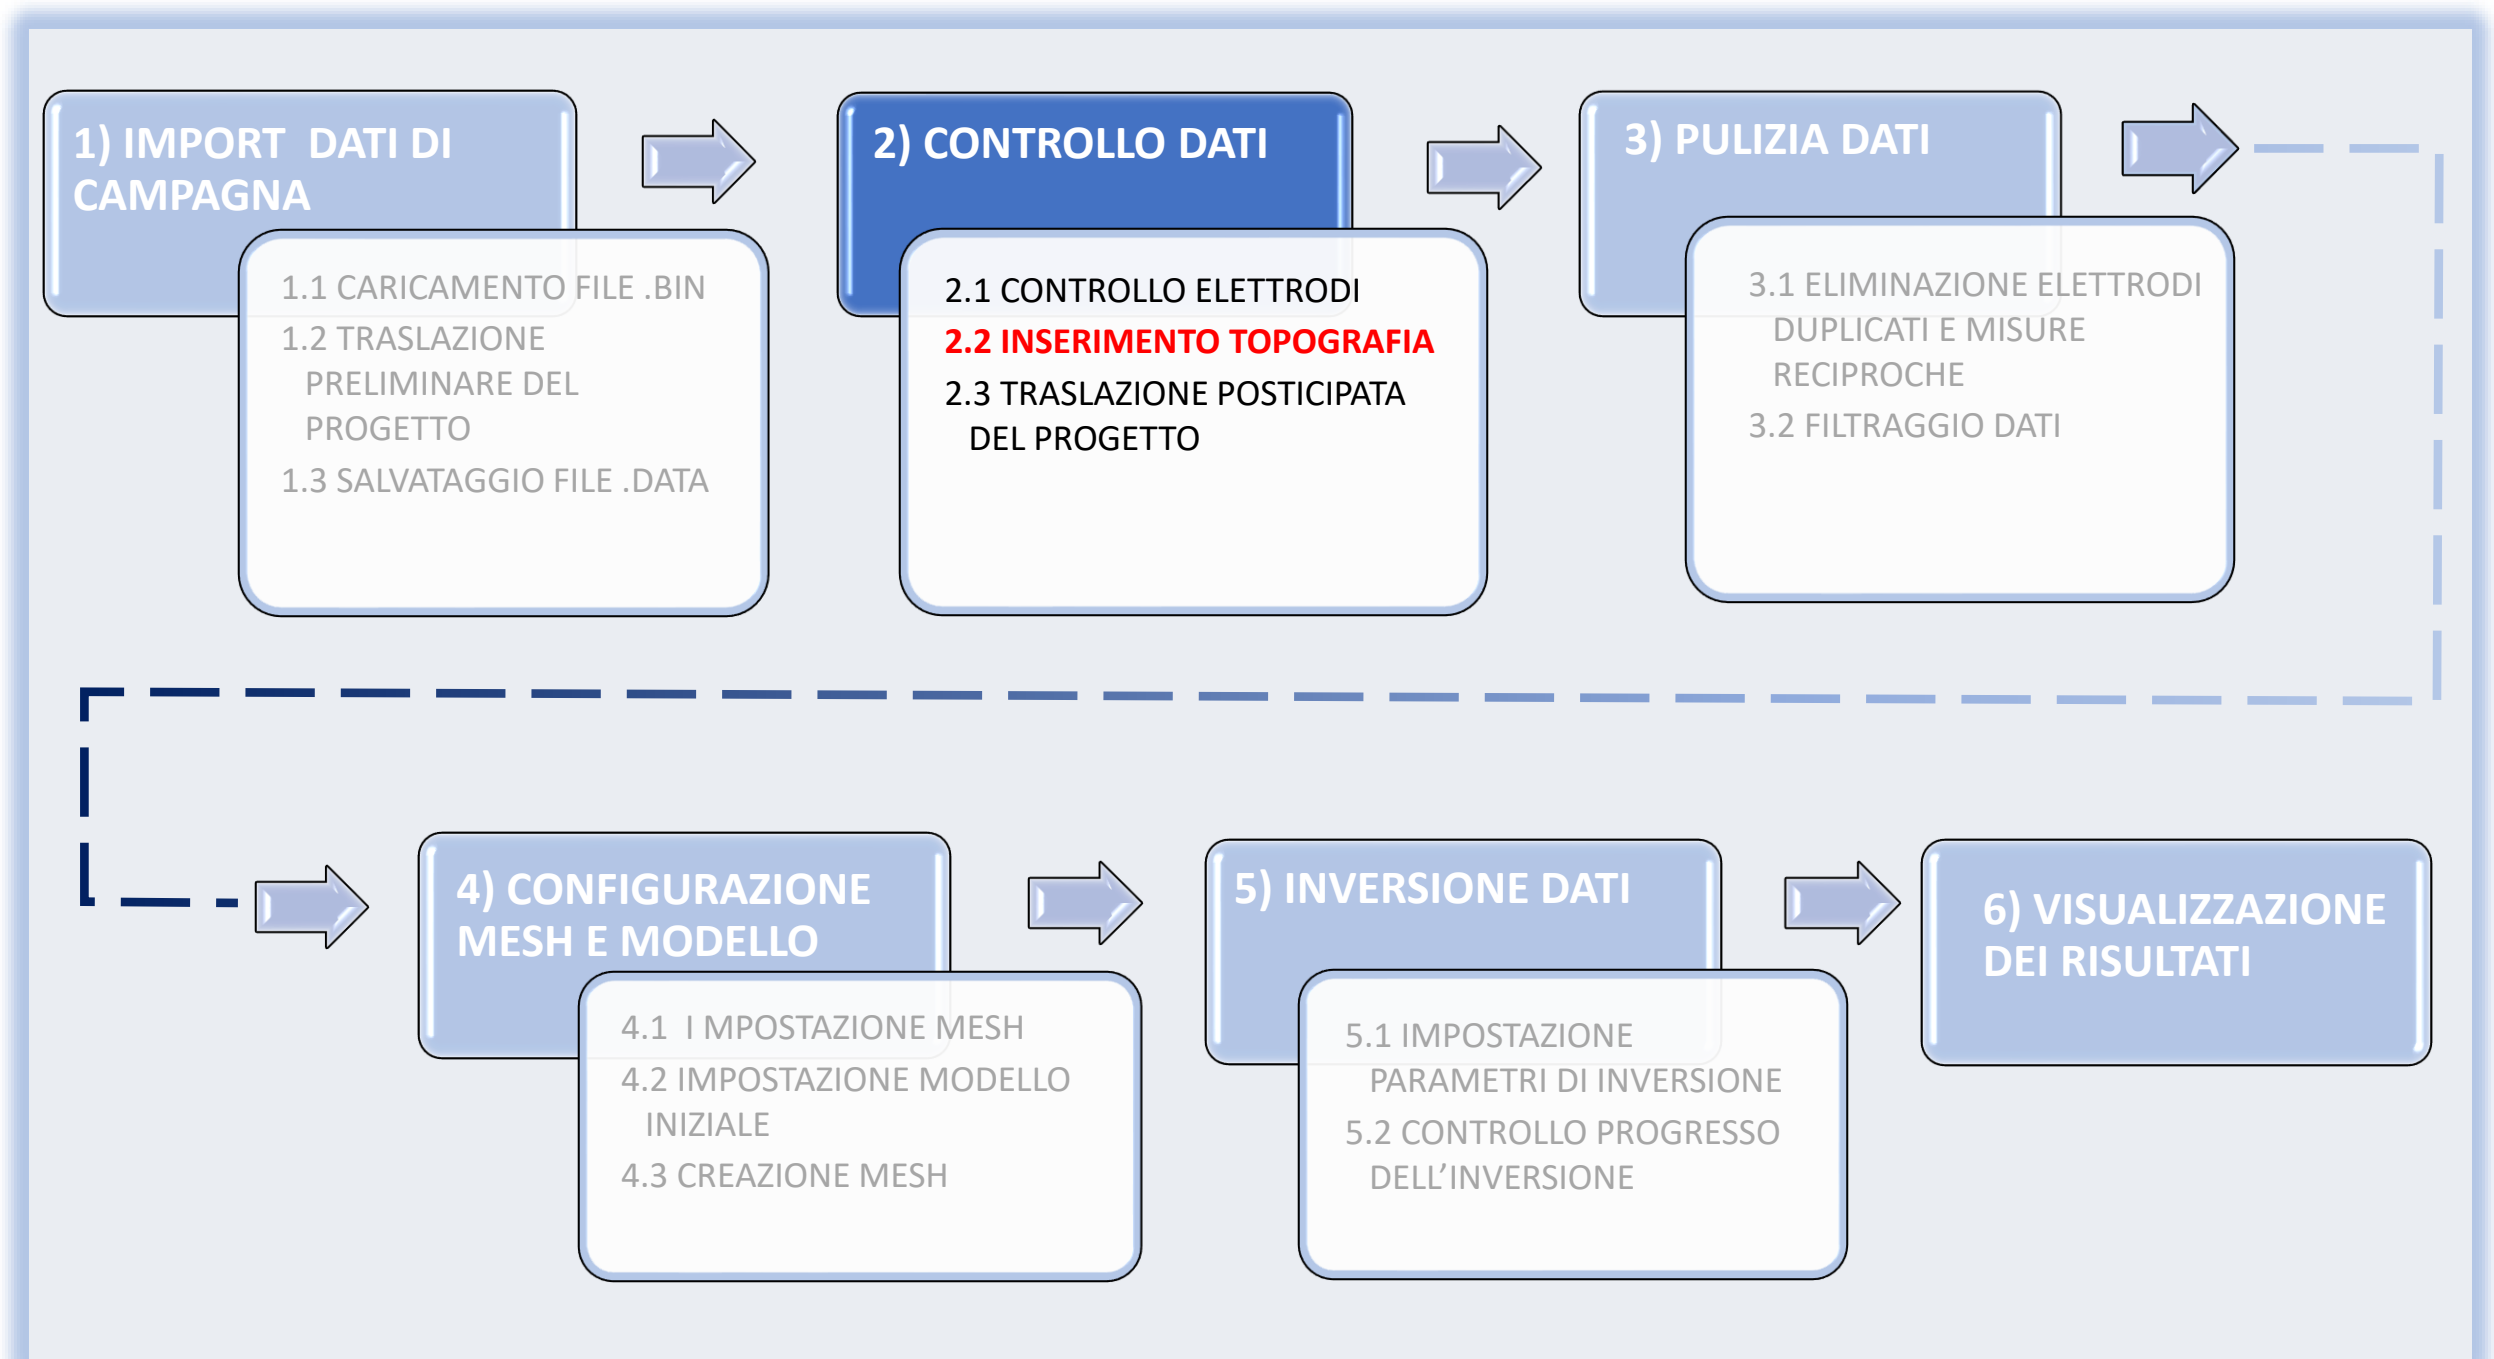 1) IMPORT  DATI DI
CAMPAGNA
1.1 CARICAMENTO FILE .BIN
1.2 TRASLAZIONE
PRELIMINARE DEL
PROGETTO
1.3 SALVATAGGIO FILE .DATA
2) CONTROLLO DATI
2.1 CONTROLLO ELETTRODI
2.2 INSERIMENTO TOPOGRAFIA
2.3 TRASLAZIONE POSTICIPATA
DEL PROGETTO
3) PULIZIA DATI
3.1 ELIMINAZIONE ELETTRODI
DUPLICATI E MISURE
RECIPROCHE
3.2 FILTRAGGIO DATI
4) CONFIGURAZIONE
MESH E MODELLO
4.1  I MPOSTAZIONE MESH
4.2 IMPOSTAZIONE MODELLO
INIZIALE
4.3 CREAZIONE MESH
5) INVERSIONE DATI
5.1 IMPOSTAZIONE
PARAMETRI DI INVERSIONE
5.2 CONTROLLO PROGRESSO
DELL’INVERSIONE
6) VISUALIZZAZIONE
DEI RISULTATI